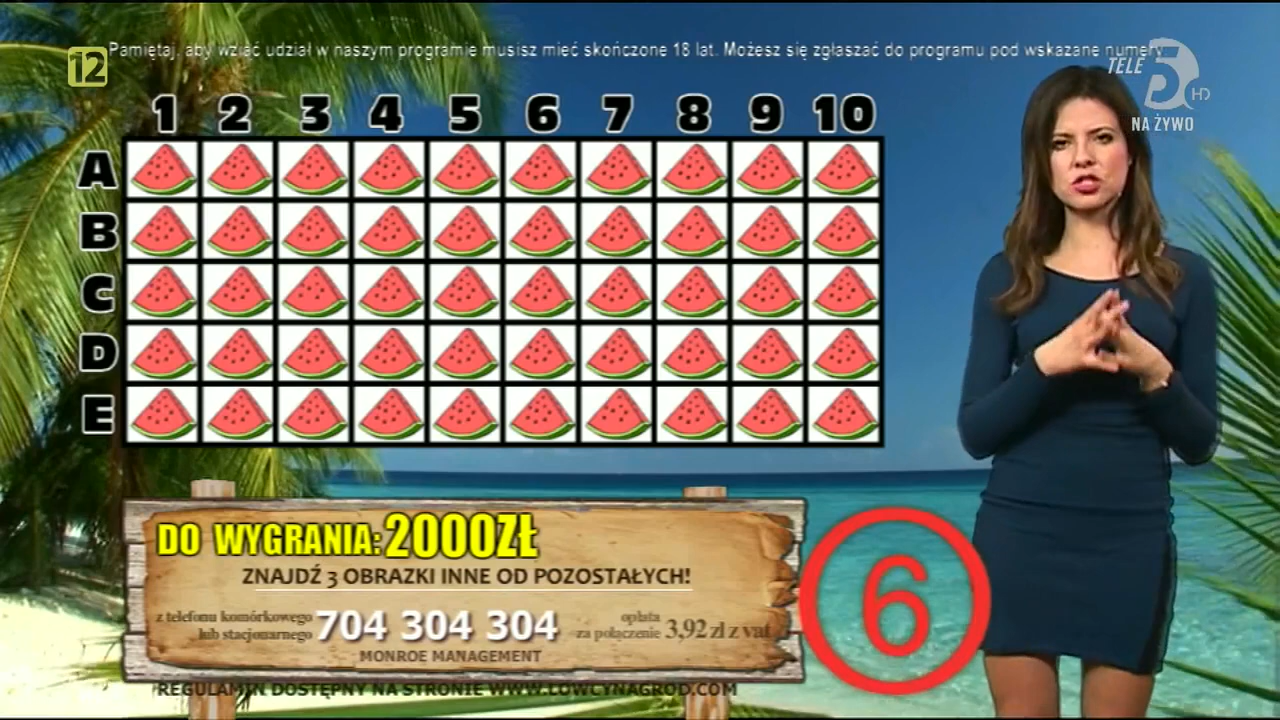 Pamiętaj, aby wziąć udział w naszym programie musisz mieć skończone 18 lat. Możesz się zgłaszać do programu pod wskazane numery
12
TELE 5 HD
NA ŻYWO
1 2 3 4 5 6 7 8 9 10
A
B
C
D
E
DO WYGRANIA: 2000ZŁ
ZNAJDŹ 3 OBRAZKI INNE OD POZOSTAŁYCH!
z telefonu komórkowego
lub stacjonarnego
704 304 304
opłata
za połączenie 3,92 zł z vat
MONROE MANAGEMENT
REGULAMIN DOSTĘPNY NA STRONIE WWW.LOWCYNAGROD.COM
6